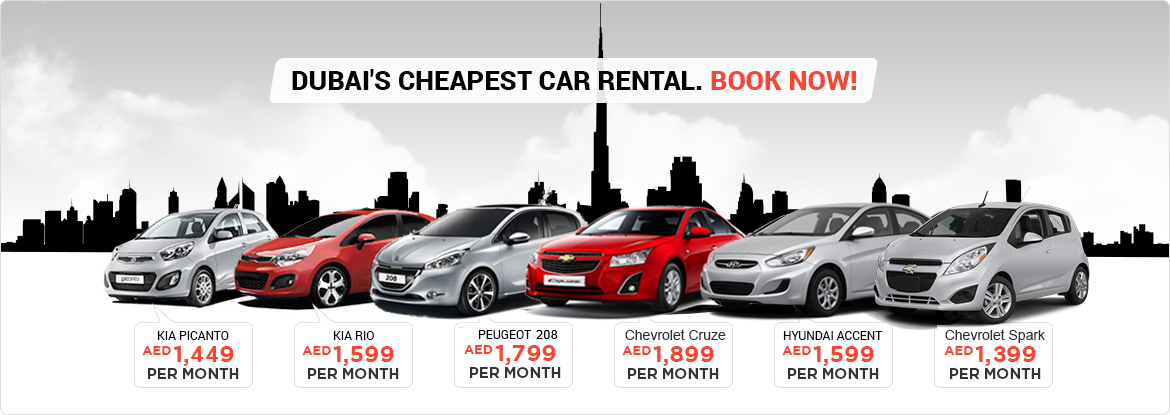 DUBAI'S CHEAPEST CAR RENTAL. BOOK NOW!
picanto
208
KIA PICANTO
AED 1,449
PER MONTH
KIA RIO
AED 1,599
PER MONTH
PEUGEOT 208
AED 1,799
PER MONTH
Chevrolet Cruze
AED 1,899
PER MONTH
HYUNDAI ACCENT
AED 1,599
PER MONTH
Chevrolet Spark
AED 1,399
PER MONTH